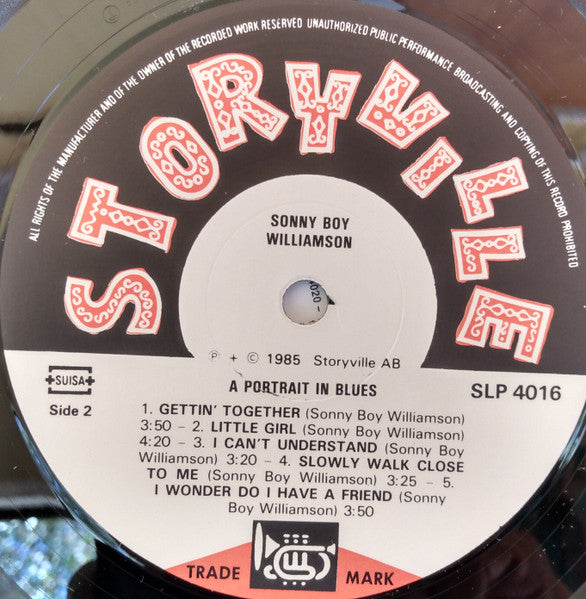 ALL RIGHTS OF THE MANUFACTURER AND OF THE OWNER OF THE RECORDED WORK RESERVED UNAUTHORIZED PUBLIC PERFORMANCE BROADCASTING AND COPYING OF THIS RECORD PROHIBITED
STORYVILLE
SONNY BOY
WILLIAMSON
4020 -
℗ + © 1985 Storyville AB
A PORTRAIT IN BLUES
+SUISA+
SLP 4016
Side 2
1. GETTIN' TOGETHER (Sonny Boy Williamson)
3:50 – 2. LITTLE GIRL (Sonny Boy Williamson)
4:20 – 3. I CAN'T UNDERSTAND (Sonny Boy
Williamson) 3:20 – 4. SLOWLY WALK CLOSE
TO ME (Sonny Boy Williamson) 3:25 – 5.
I WONDER DO I HAVE A FRIEND (Sonny
Boy Williamson) 3:50
TRADE MARK